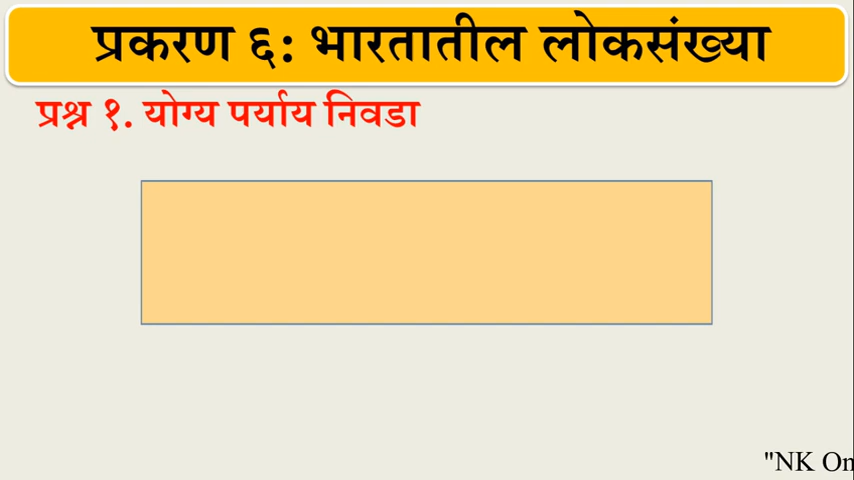 प्रकरण ६: भारतातील लोकसंख्या
प्रश्न १. योग्य पर्याय निवडा
"NK On